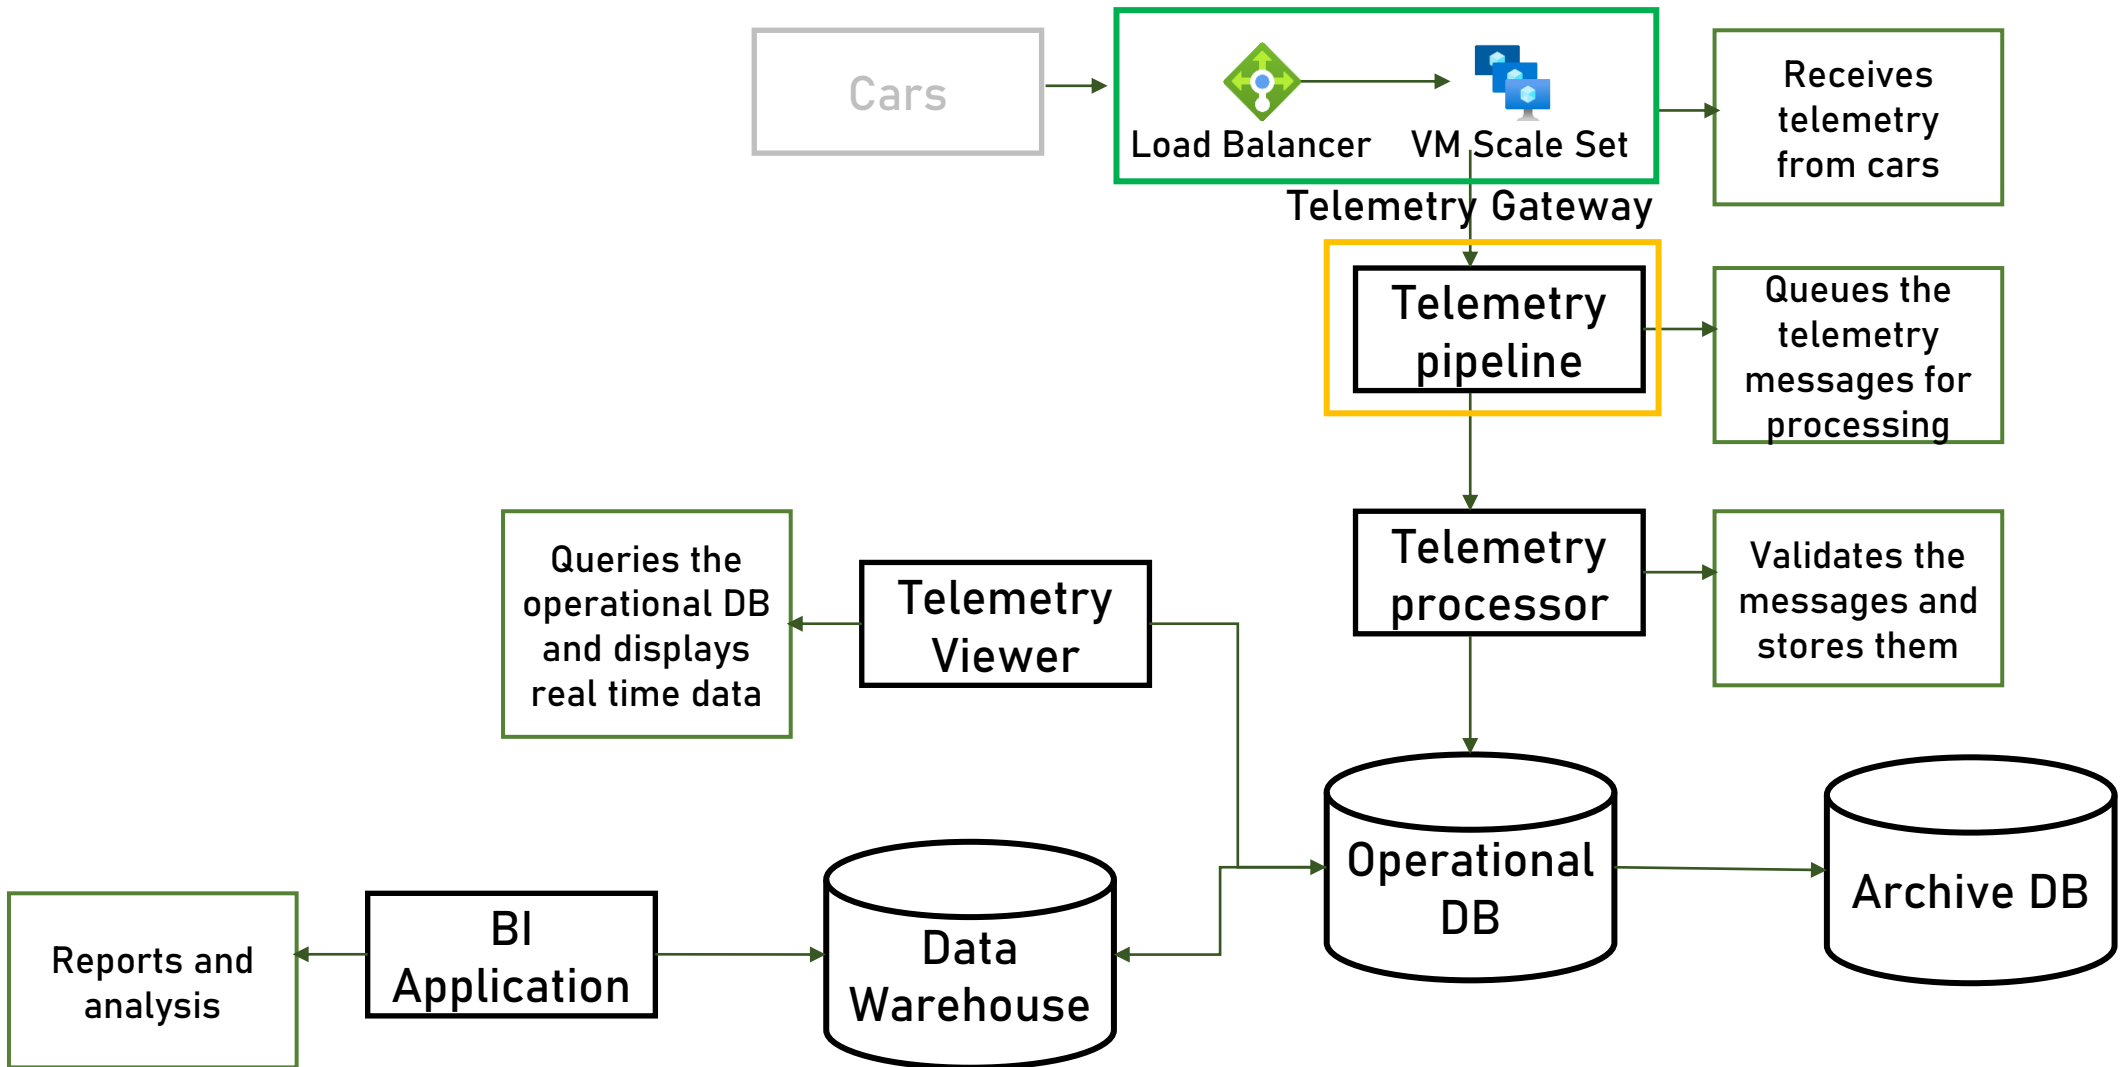 Cars
Load Balancer
VM Scale Set
Receives
telemetry
from cars
Telemetry Gateway
Telemetry
pipeline
Queues the
telemetry
messages for
processing
Telemetry
processor
Validates the
messages and
stores them
Queries the
operational DB
and displays
real time data
Telemetry
Viewer
Operational
DB
Archive DB
Data
Warehouse
BI
Application
Reports and
analysis